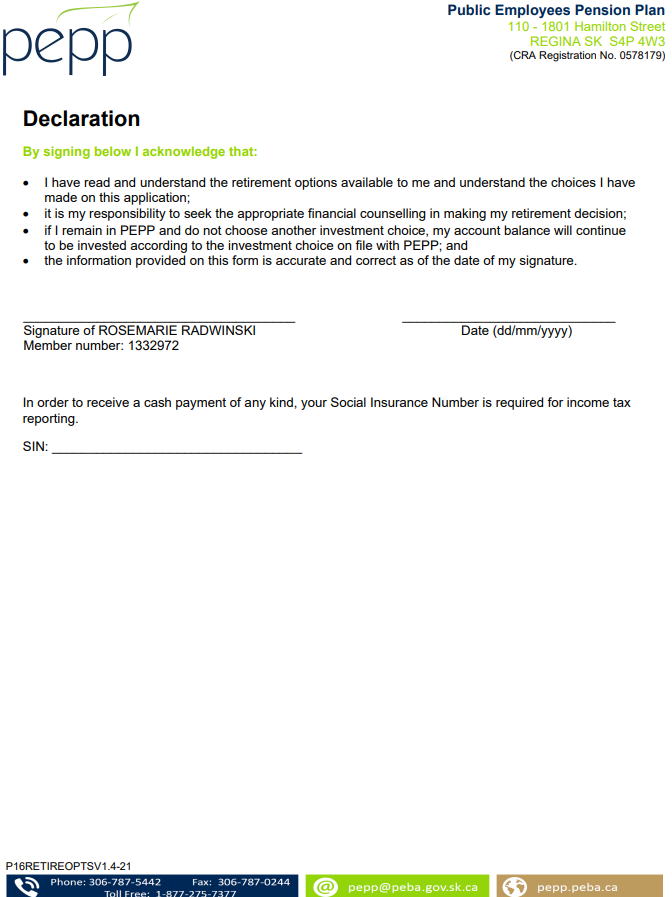 pepp
Public Employees Pension Plan
110 - 1801 Hamilton Street
REGINA SK S4P 4W3
(CRA Registration No. 0578179)
Declaration
By signing below I acknowledge that:
• I have read and understand the retirement options available to me and understand the choices I have
made on this application;
• it is my responsibility to seek the appropriate financial counselling in making my retirement decision;
• if I remain in PEPP and do not choose another investment choice, my account balance will continue
to be invested according to the investment choice on file with PEPP; and
• the information provided on this form is accurate and correct as of the date of my signature.
Signature of ROSEMARIE RADWINSKI
Date (dd/mm/yyyy)
Member number: 1332972
In order to receive a cash payment of any kind, your Social Insurance Number is required for income tax
reporting.
SIN: ___________________________________
P16RETIREOPTSV1.4-21
Phone: 306-787-5442 Fax: 306-787-0244
Toll Free: 1-877-275-7377
pepp@peba.gov.sk.ca
pepp.peba.ca